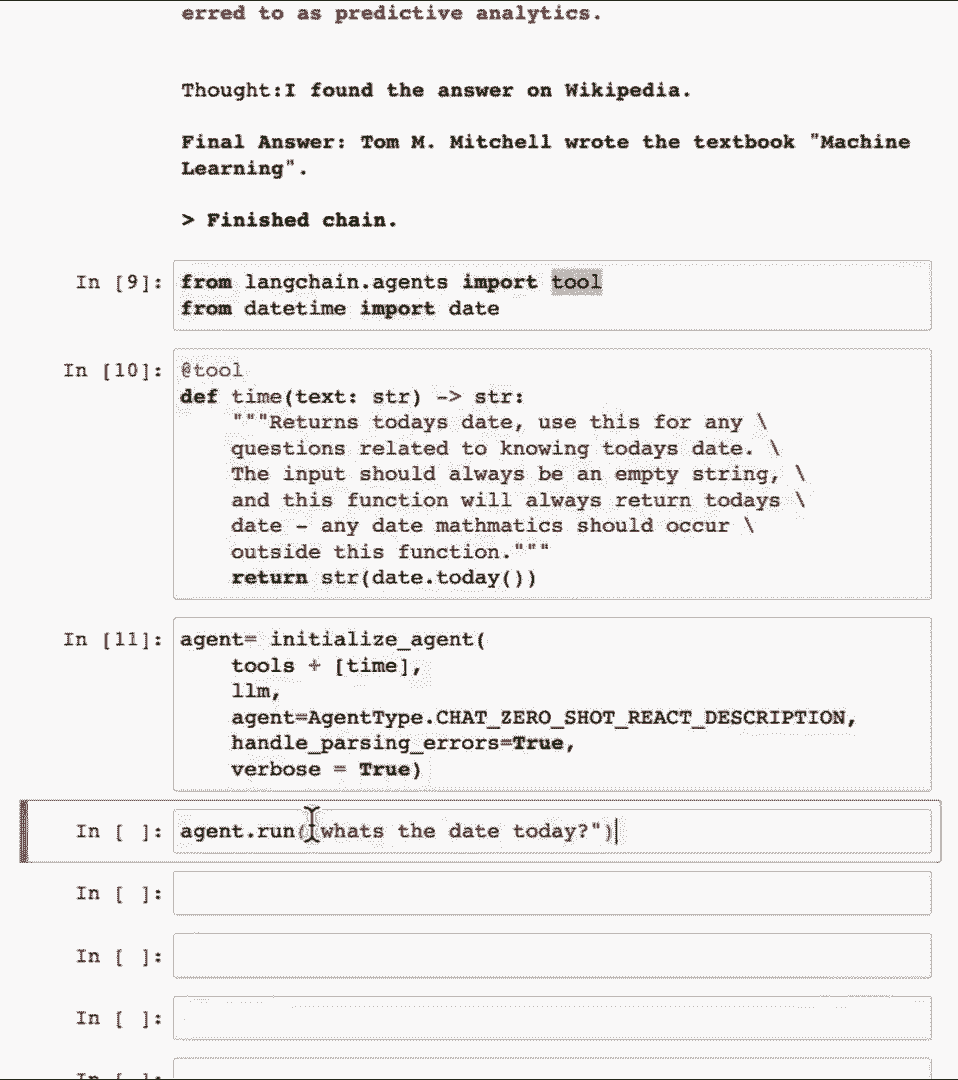 erred to as predictive analytics.
Thought:I found the answer on Wikipedia.
Final Answer: Tom M. Mitchell wrote the textbook "Machine
Learning".
> Finished chain.
In [9]: from langchain.agents import tool
from datetime import date
In [10]: @tool
def time(text: str) -> str:
"""Returns todays date, use this for any \
questions related to knowing todays date. \
The input should always be an empty string, \
and this function will always return todays \
date - any date mathmatics should occur \
outside this function."""
return str(date.today())
In [11]: agent= initialize_agent(
tools + [time],
llm,
agent=AgentType.CHAT_ZERO_SHOT_REACT_DESCRIPTION,
handle_parsing_errors=True,
verbose = True)
In [ ]: agent.run("whats the date today?")
In [ ]:
In [ ]:
In [ ]:
In [ ]: